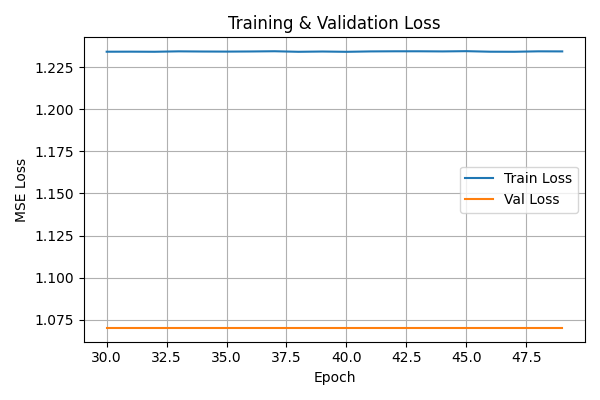 Training & Validation Loss
1.225
1.200
1.175
1.150
1.125
1.100
1.075
MSE Loss
Train Loss
Val Loss
30.0 32.5 35.0 37.5 40.0 42.5 45.0 47.5
Epoch